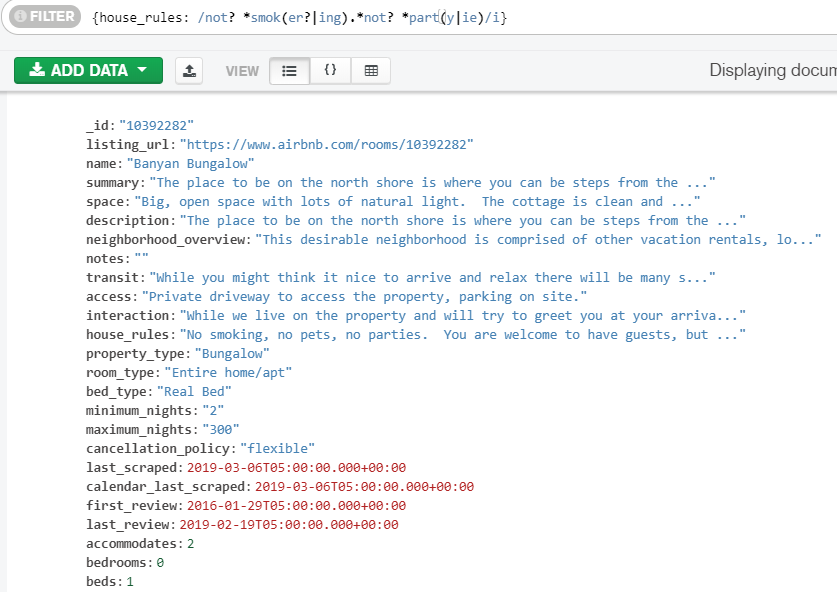 FILTER {house_rules: /not? *smok(er?|ing).*not? *part(y|ie)/i}
ADD DATA VIEW {} Displaying docum
_id: "10392282"
listing_url: "https://www.airbnb.com/rooms/10392282"
name: "Banyan Bungalow"
summary: "The place to be on the north shore is where you can be steps from the ..."
space: "Big, open space with lots of natural light.  The cottage is clean and ..."
description: "The place to be on the north shore is where you can be steps from the ..."
neighborhood_overview: "This desirable neighborhood is comprised of other vacation rentals, lo..."
notes: ""
transit: "While you might think it nice to arrive and relax there will be many s..."
access: "Private driveway to access the property, parking on site."
interaction: "While we live on the property and will try to greet you at your arriva..."
house_rules: "No smoking, no pets, no parties.  You are welcome to have guests, but ..."
property_type: "Bungalow"
room_type: "Entire home/apt"
bed_type: "Real Bed"
minimum_nights: "2"
maximum_nights: "300"
cancellation_policy: "flexible"
last_scraped: 2019-03-06T05:00:00.000+00:00
calendar_last_scraped: 2019-03-06T05:00:00.000+00:00
first_review: 2016-01-29T05:00:00.000+00:00
last_review: 2019-02-19T05:00:00.000+00:00
accommodates: 2
bedrooms: 0
beds: 1